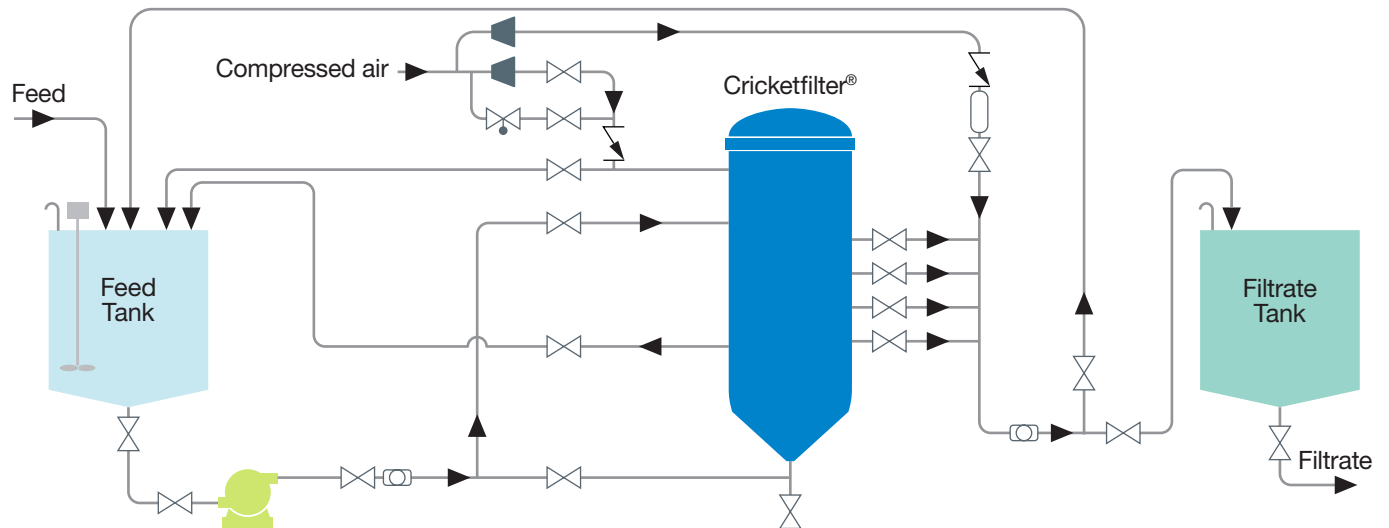 Compressed air
Feed
Cricketfilter®
Feed
Tank
Filtrate
Tank
Filtrate